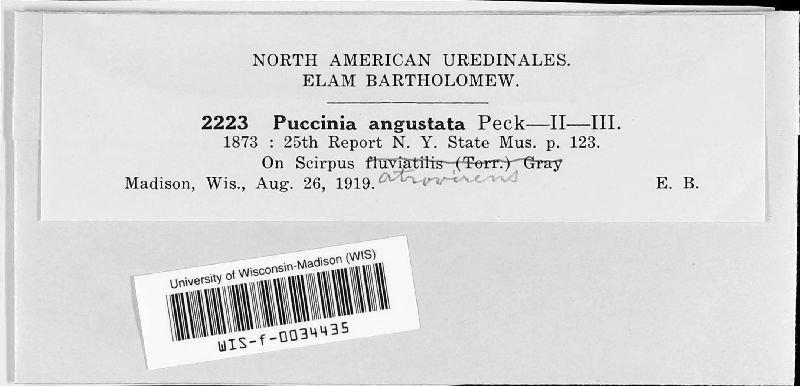 NORTH AMERICAN UREDINALES.
ELAM BARTHOLOMEW.
2223 Puccinia angustata Peck—II—III.
1873 : 25th Report N. Y. State Mus. p. 123.
On Scirpus fluviatilis (Torr.) Gray
atrovirens
Madison, Wis., Aug. 26, 1919. E. B.
University of Wisconsin-Madison (WIS)
WIS-f-0034435